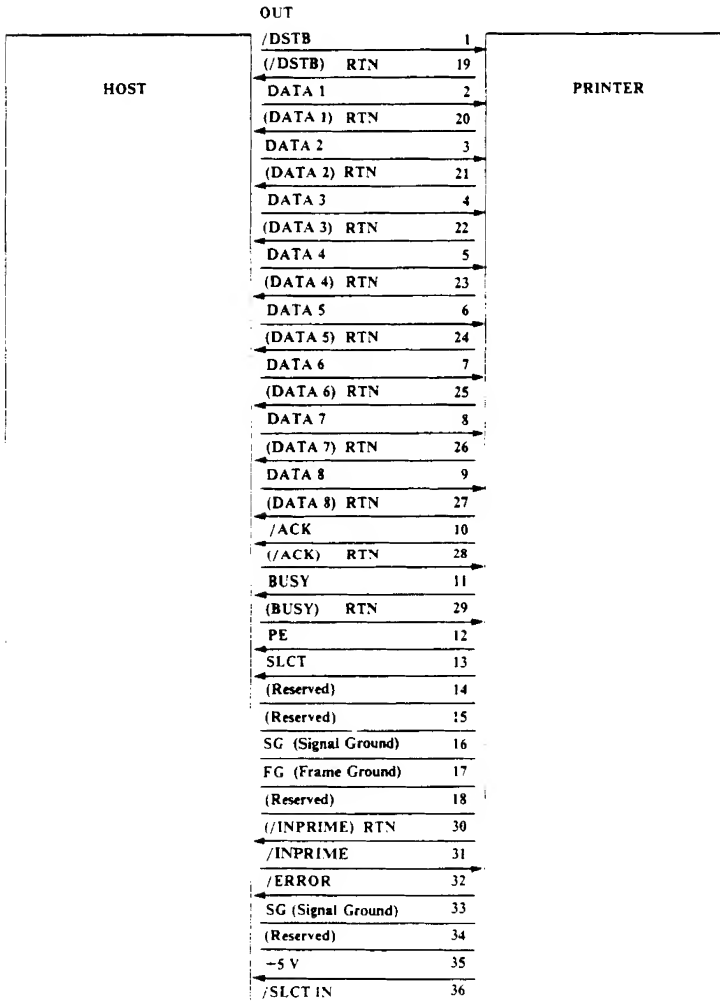 OUT
/DSTB 1
(/DSTB) RTN 19
HOST
DATA 1 2
PRINTER
(DATA 1) RTN 20
DATA 2 3
(DATA 2) RTN 21
DATA 3 4
(DATA 3) RTN 22
DATA 4 5
(DATA 4) RTN 23
DATA 5 6
(DATA 5) RTN 24
DATA 6 7
(DATA 6) RTN 25
DATA 7 8
(DATA 7) RTN 26
DATA 8 9
(DATA 8) RTN 27
/ACK 10
(/ACK) RTN 28
BUSY 11
(BUSY) RTN 29
PE 12
SLCT 13
(Reserved) 14
(Reserved) 15
SG (Signal Ground) 16
FG (Frame Ground) 17
(Reserved) 18
(/INPRIME) RTN 30
/INPRIME 31
/ERROR 32
SG (Signal Ground) 33
(Reserved) 34
5 V 35
/SLCT IN 36